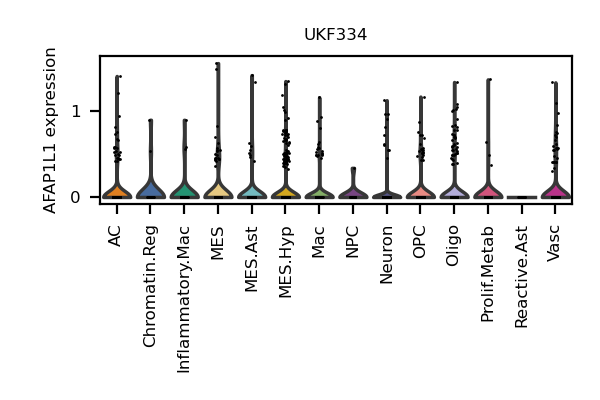 UKF334
AFAP1L1 expression
1
0
AC
Chromatin.Reg
Inflammatory.Mac
MES
MES.Ast
MES.Hyp
Mac
NPC
Neuron
OPC
Oligo
Prolif.Metab
Reactive.Ast
Vasc